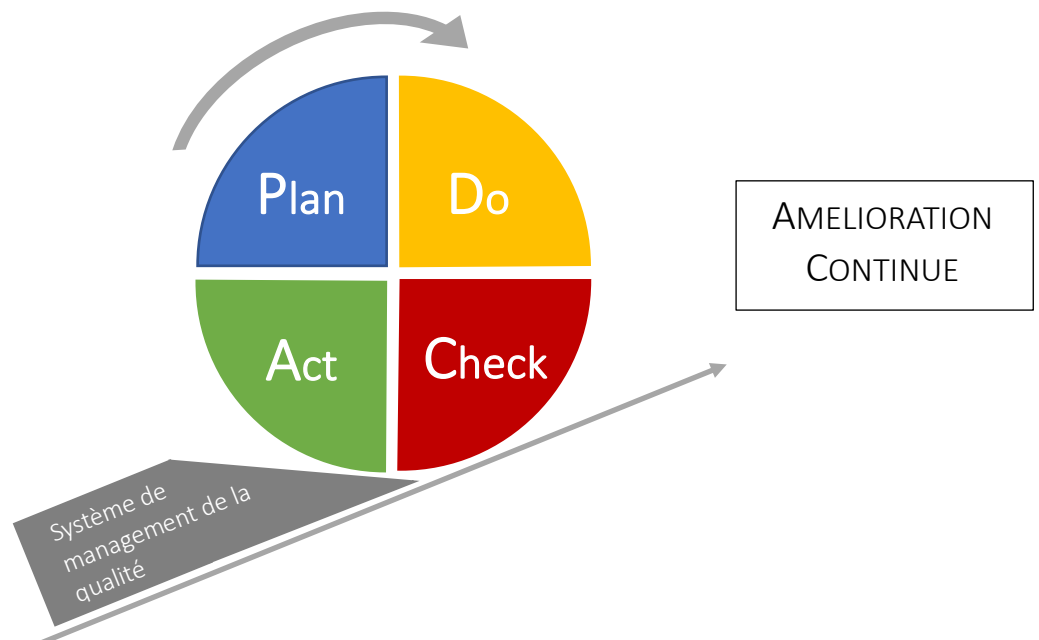 Plan
Do
Act
Check
AMELIORATION
CONTINUE
Système de
management de la
qualité